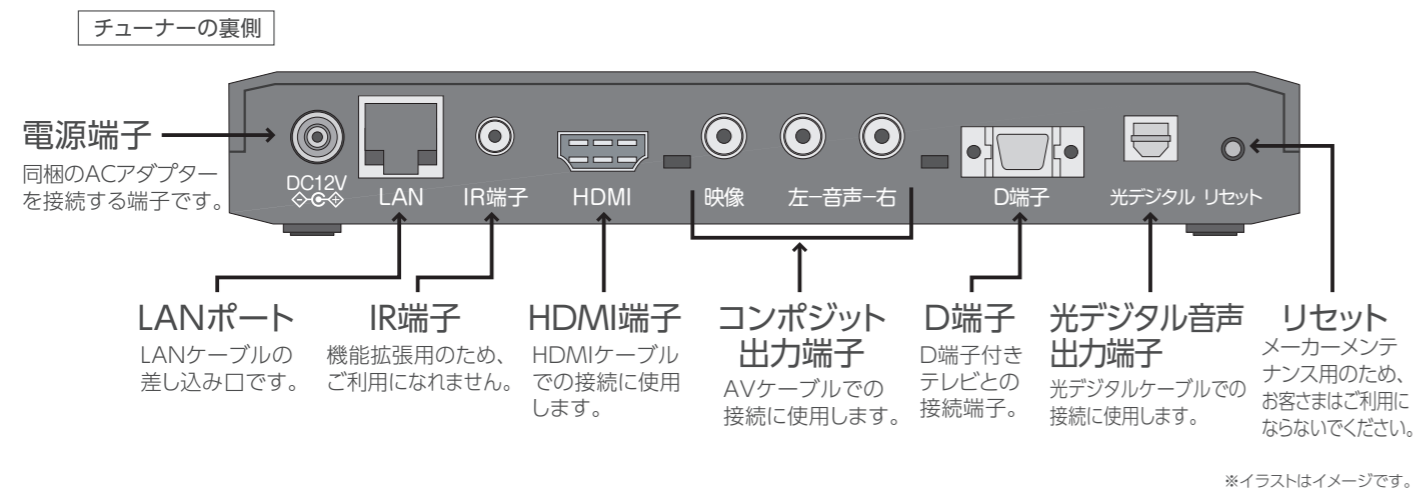 チューナーの裏側
電源端子
同梱のACアダプター
を接続する端子です。
DC12V
LAN
IR端子
HDMI
映像
左ー音声ー右
D端子
光デジタル
リセット
LANポート
LANケーブルの
差し込み口です。
IR端子
機能拡張用のため、
ご利用になれません。
HDMI端子
HDMIケーブル
での接続に使用
します。
コンポジット
出力端子
AVケーブルでの
接続に使用します。
D端子
D端子付き
テレビとの
接続端子。
光デジタル音声
出力端子
光デジタルケーブルでの
接続に使用します。
リセット
メーカーメンテ
ナンス用のため、
お客さまはご利用に
ならないでください。
※イラストはイメージです。